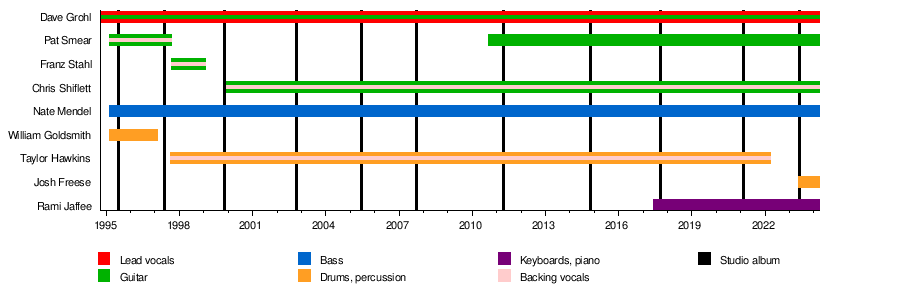 Dave Grohl
Pat Smear
Franz Stahl
Chris Shiflett
Nate Mendel
William Goldsmith
Taylor Hawkins
Josh Freese
Rami Jaffee
1995 1998 2001 2004 2007 2010 2013 2016 2019 2022
Lead vocals Bass Keyboards, piano Studio album
Guitar Drums, percussion Backing vocals